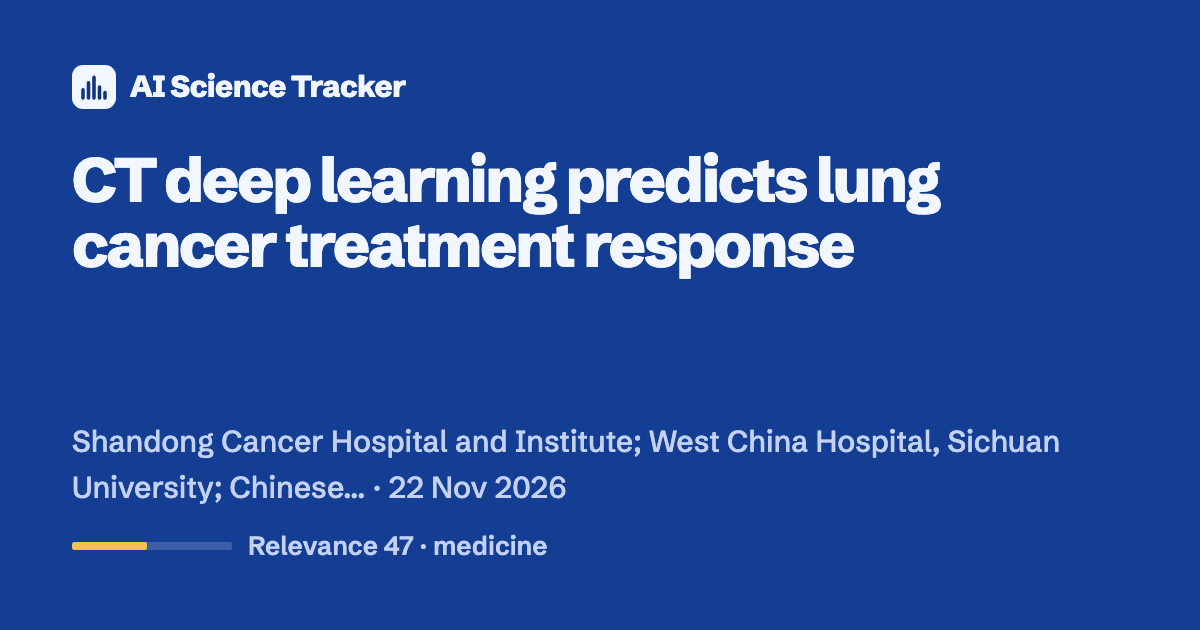 AI Science Tracker
CT deep learning predicts lung
cancer treatment response
Shandong Cancer Hospital and Institute; West China Hospital, Sichuan
University; Chinese... · 22 Nov 2026
Relevance 47 · medicine